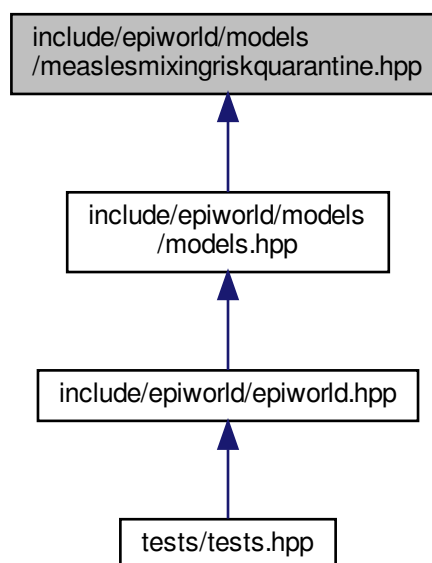 include/epiworld/models
/measlesmixingriskquarantine.hpp
include/epiworld/models
/models.hpp
include/epiworld/epiworld.hpp
tests/tests.hpp